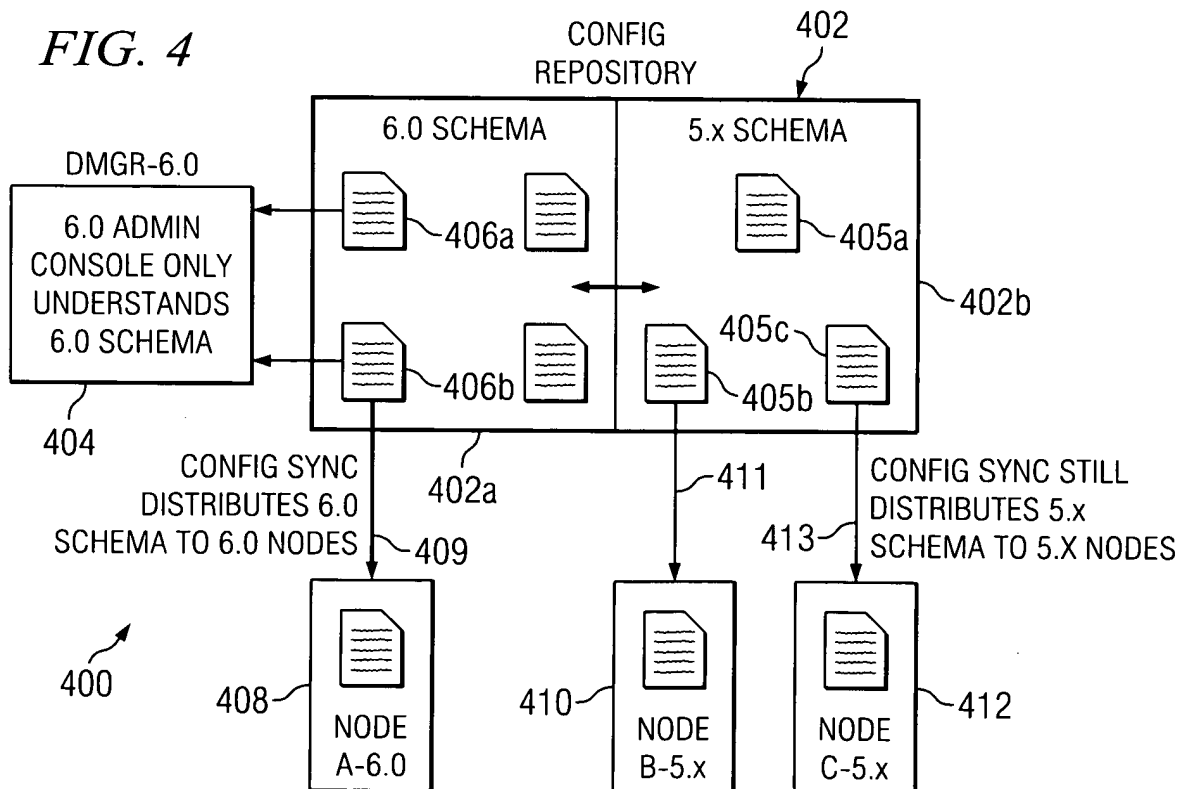 FIG. 4
CONFIG
REPOSITORY
402
6.0 SCHEMA
5.x SCHEMA
DMGR-6.0
6.0 ADMIN
CONSOLE ONLY
UNDERSTANDS
6.0 SCHEMA
406a
405a
402b
405c
406b
405b
404
402a
CONFIG SYNC
DISTRIBUTES 6.0
SCHEMA TO 6.0 NODES
409
411
413
CONFIG SYNC STILL
DISTRIBUTES 5.x
SCHEMA TO 5.X NODES
400
408
410
412
NODE
A-6.0
NODE
B-5.x
NODE
C-5.x